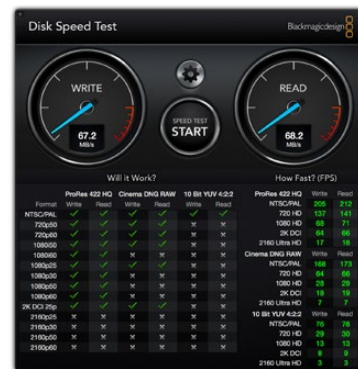 Disk Speed Test
Blackmagicdesign
WRITE
67.2
MB/s
SPEED TEST
START
READ
68.2
MB/s
Will it Work?
ProRes 422 HQ Cinema DNG RAW 10 Bit YUV 4:2:2
Format Write Read Write Read Write Read
NTSC/PAL
720p50
720p60
1080i50
1080i60
1080p25
1080p30
1080p50
1080p60
2K DCI 25p
2160p25
2160p30
2160p50
2160p60
How Fast? (FPS)
ProRes 422 HQ Write Read
NTSC/PAL 205 212
720 HD 137 141
1080 HD 68 71
2K DCI 64 66
2160 Ultra HD 17 18
Cinema DNG RAW Write Read
NTSC/PAL 168 173
720 HD 64 66
1080 HD 28 29
2K DCI 19
2160 Ultra HD 7 7
10 Bit YUV 4:2:2 Write Read
NTSC/PAL 76 78
720 HD 29 30
1080 HD 13 13
2K DCI 9 9
2160 Ultra HD 3 3